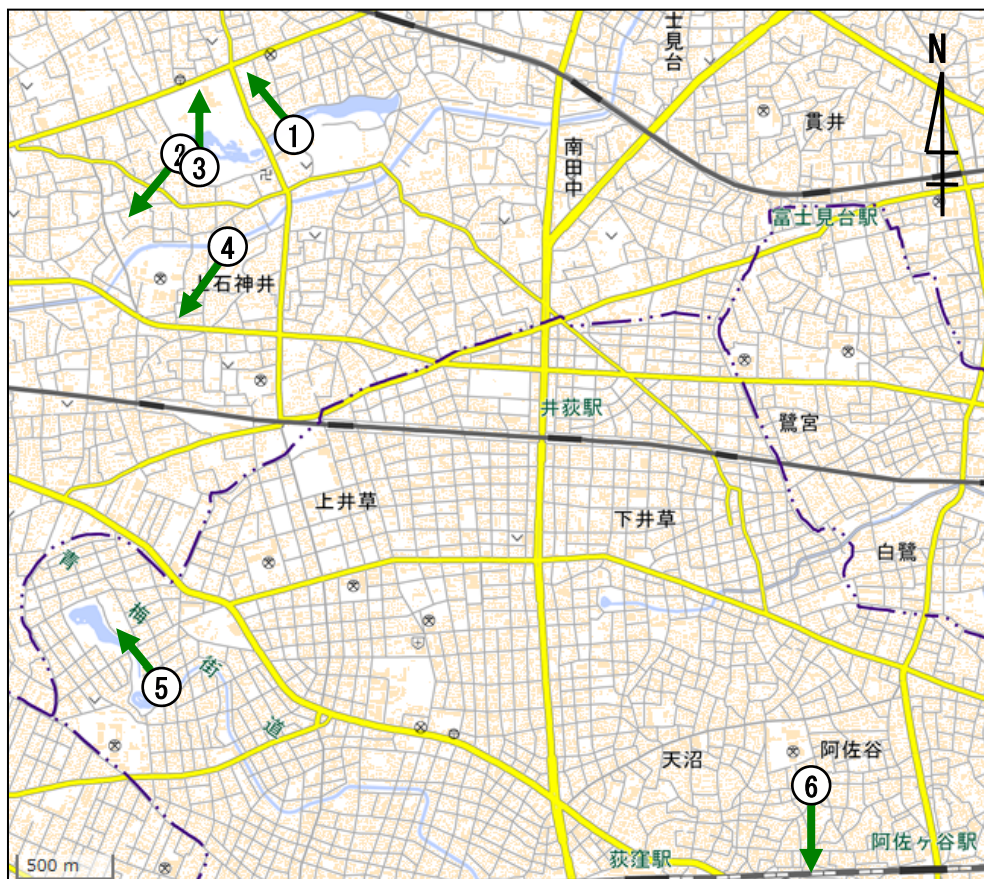 士見台
N
貫井
①
南田中
②
③
富士見台駅
④
上石神井
井荻駅
鷺宮
上井草
下井草
白鷺
青梅街道
⑤
天沼
阿佐谷
⑥
阿佐ヶ谷駅
荻窪駅
500 m